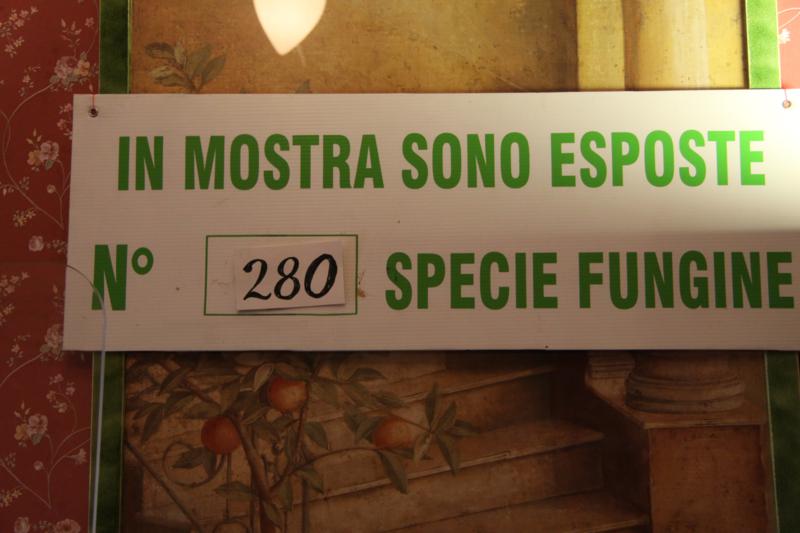 IN MOSTRA SONO ESPOSTE
N° 280 SPECIE FUNGINE